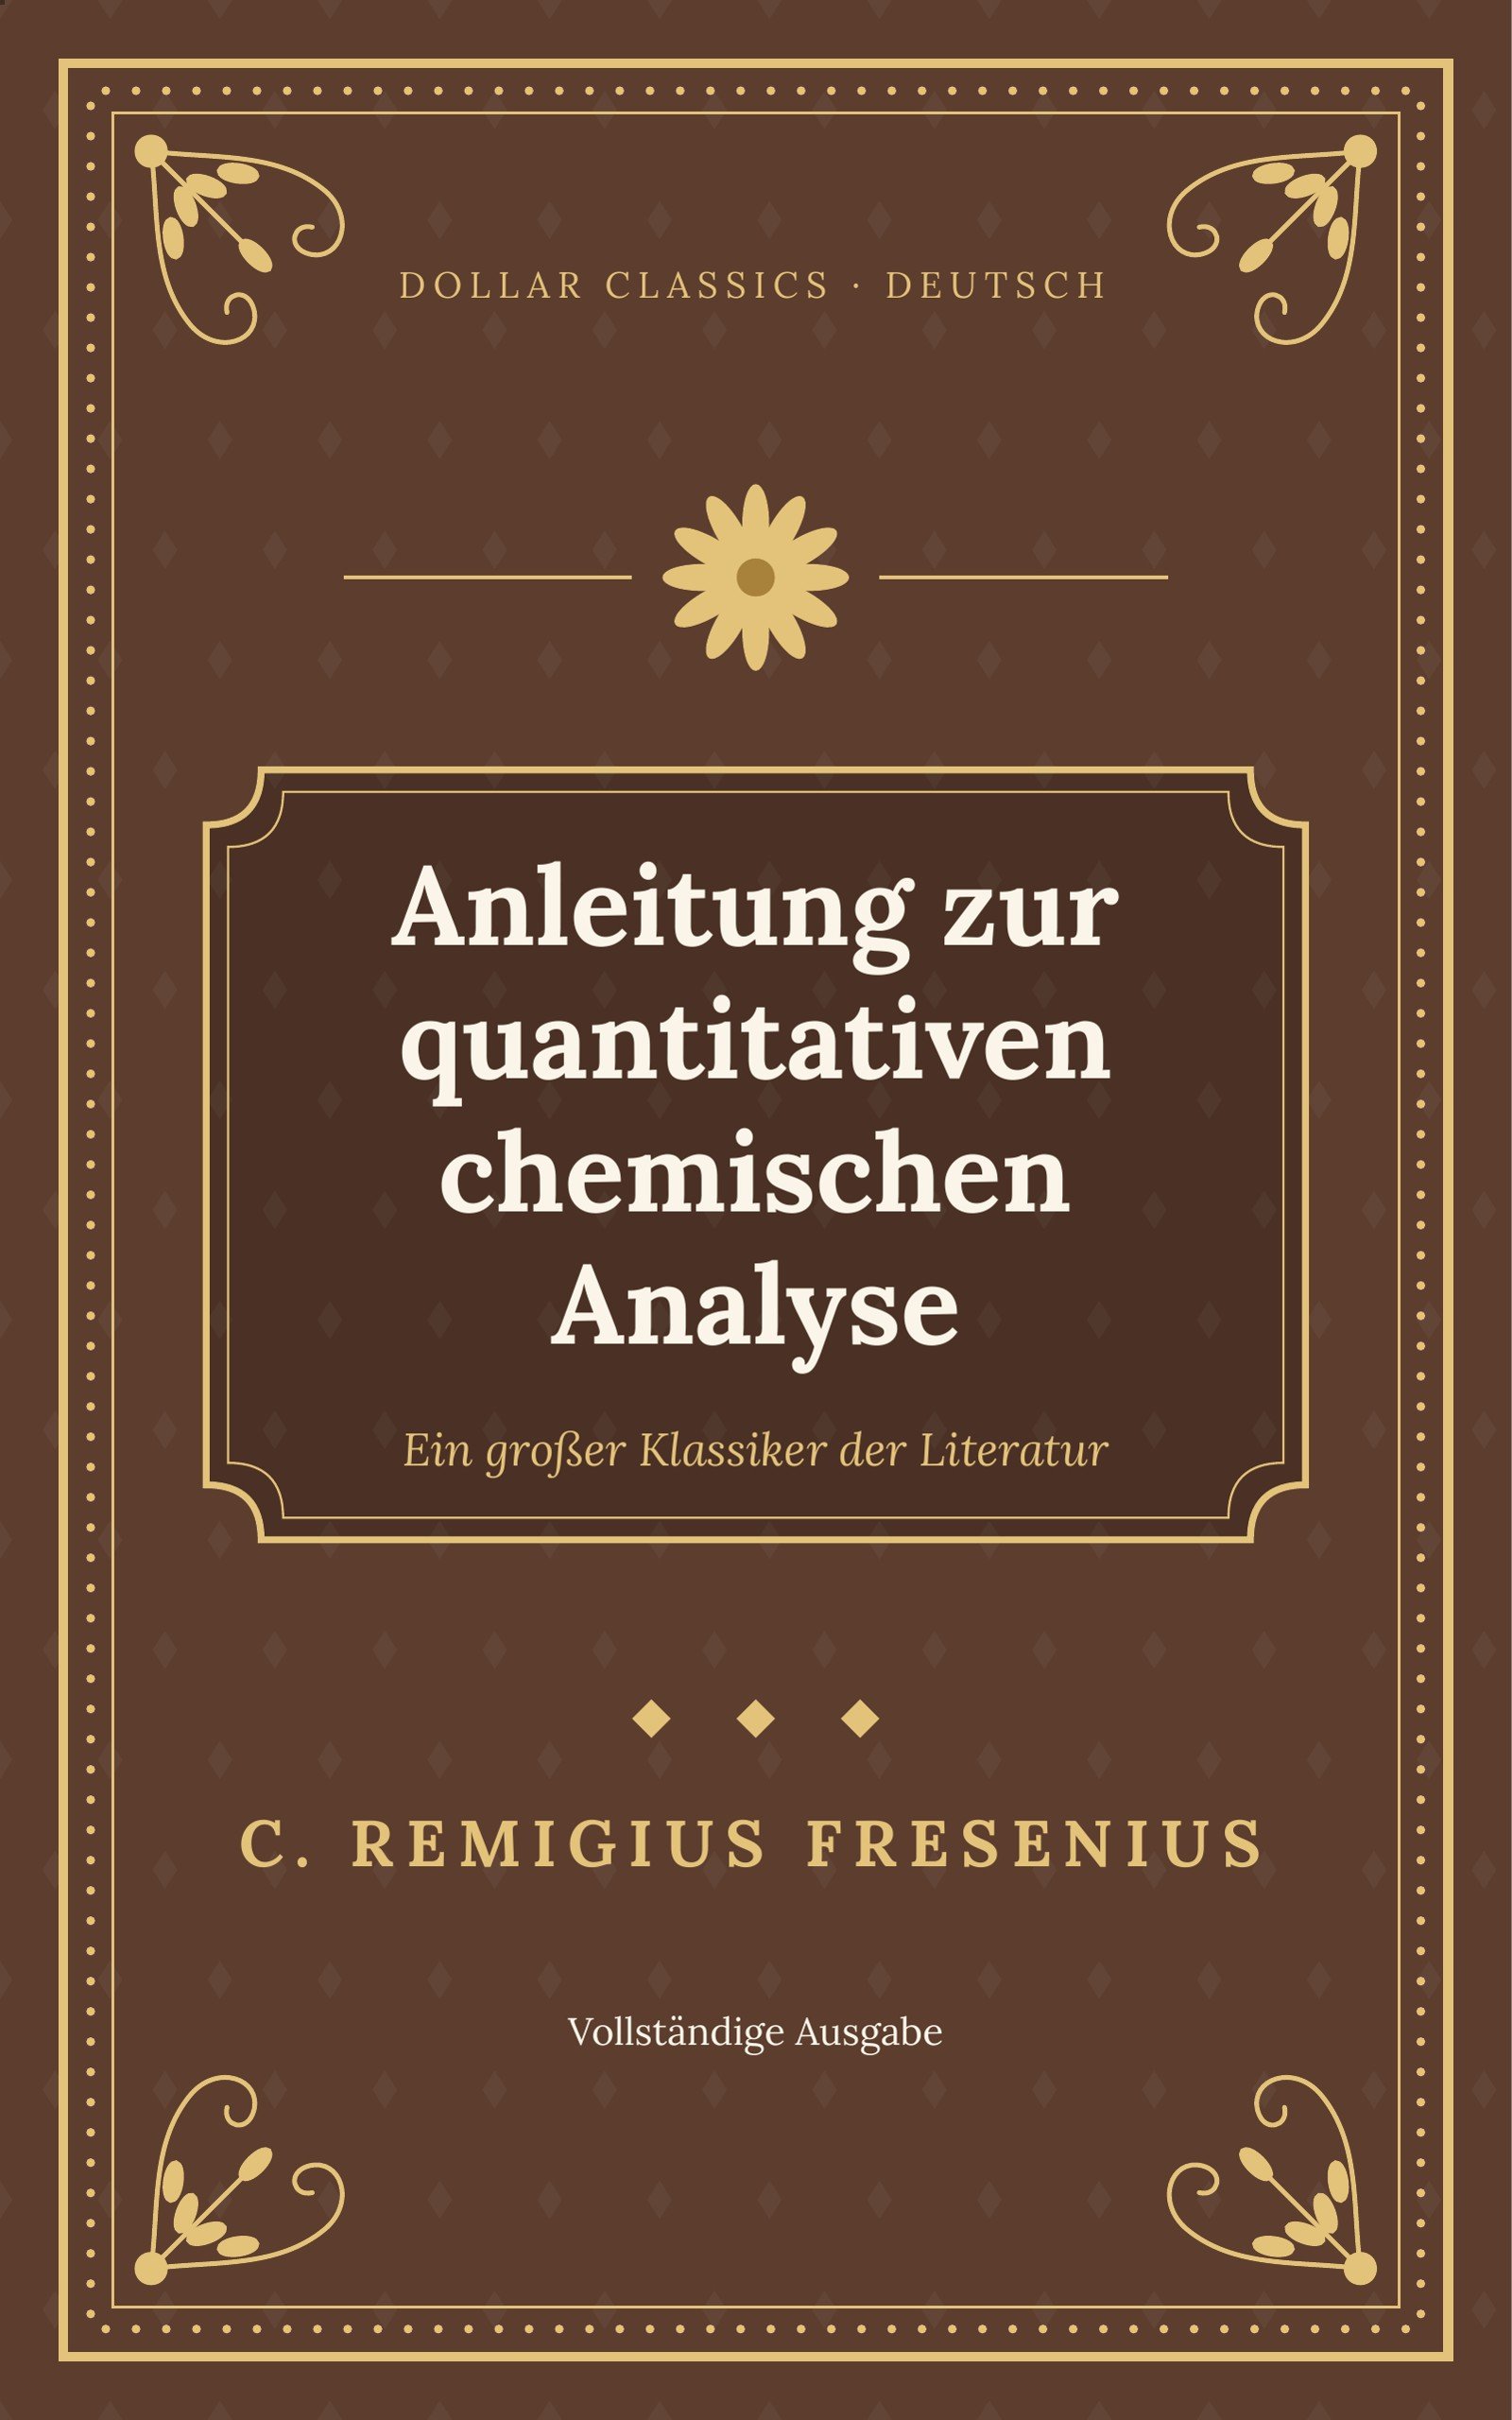 DOLLAR CLASSICS · DEUTSCH
Anleitung zur
quantitativen
chemischen
Analyse
Ein großer Klassiker der Literatur
C. REMIGIUS FRESENIUS
Vollständige Ausgabe